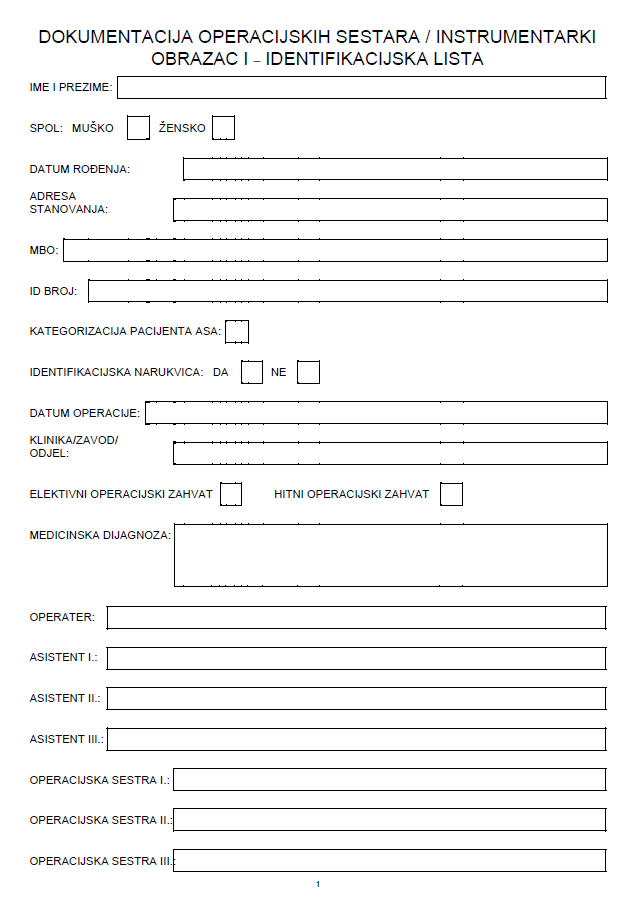 DOKUMENTACIJA OPERACIJSKIH SESTARA / INSTRUMENTARKI
OBRAZAC I – IDENTIFIKACIJSKA LISTA
IME I PREZIME:
SPOL: MUŠKO ŽENSKO
DATUM ROĐENJA:
ADRESA
STANOVANJA:
MBO:
ID BROJ:
KATEGORIZACIJA PACIJENTA ASA:
IDENTIFIKACIJSKA NARUKVICA: DA NE
DATUM OPERACIJE:
KLINIKA/ZAVOD/
ODJEL:
ELEKTIVNI OPERACIJSKI ZAHVAT HITNI OPERACIJSKI ZAHVAT
MEDICINSKA DIJAGNOZA:
OPERATER:
ASISTENT I.:
ASISTENT II.:
ASISTENT III.:
OPERACIJSKA SESTRA I.:
OPERACIJSKA SESTRA II.:
OPERACIJSKA SESTRA III.:
1